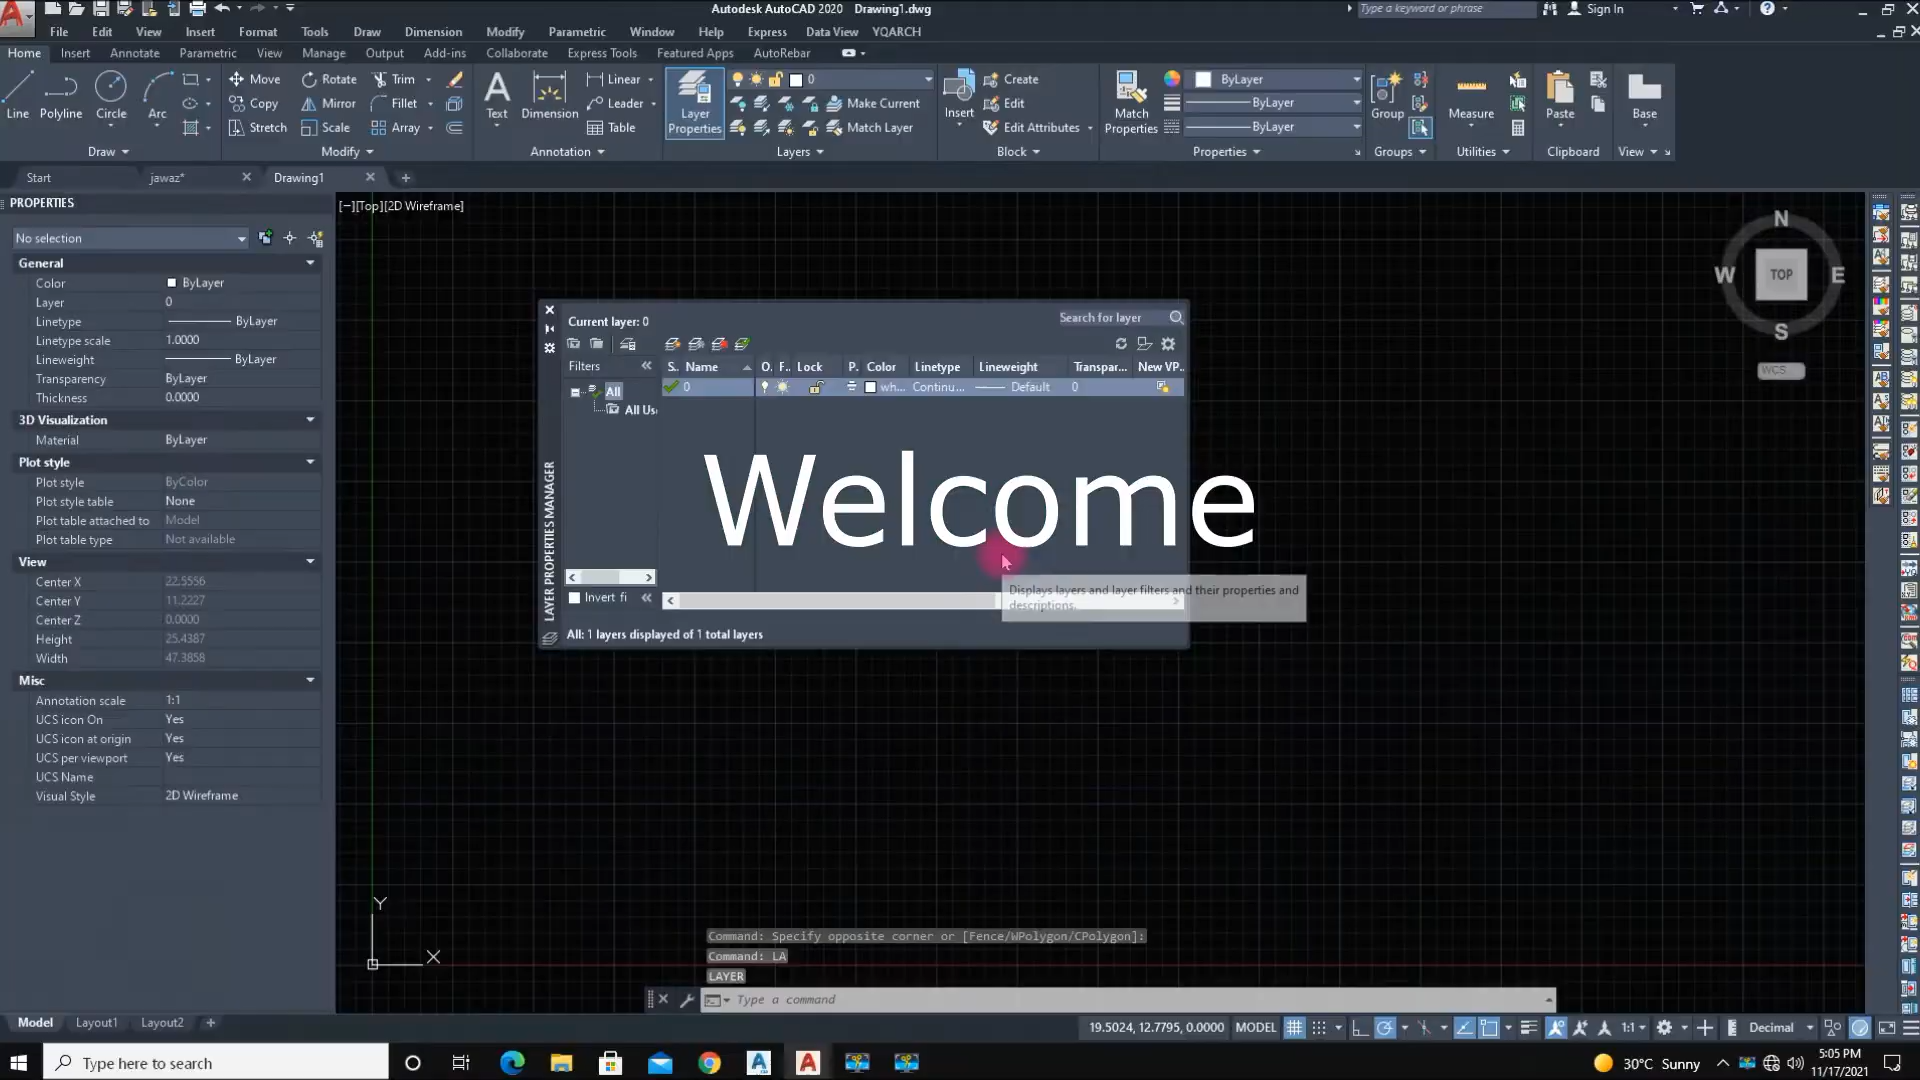 Autodesk AutoCAD 2020 Drawing1.dwg
Type a keyword or phrase
Sign In
File Edit View Insert Format Tools Draw Dimension Modify Parametric Window Help Express Data View YQARCH
Home Insert Annotate Parametric View Manage Output Add-ins Collaborate Express Tools Featured Apps AutoRebar
Line Polyline Circle Arc
Move Rotate Trim
Copy Mirror Fillet
Stretch Scale Array
Text Dimension
Linear
Leader
Table
Layer Properties
0
Make Current
Match Layer
Insert
Create
Edit
Edit Attributes
Match Properties
ByLayer
ByLayer
ByLayer
Group Measure Paste Base
Draw Modify Annotation Layers Block Properties Groups Utilities Clipboard View
Start jawaz* Drawing1
PROPERTIES
No selection
General
Color ByLayer
Layer 0
Linetype ByLayer
Linetype scale 1.0000
Lineweight ByLayer
Transparency ByLayer
Thickness 0.0000
3D Visualization
Material ByLayer
Plot style
Plot style ByColor
Plot style table None
Plot table attached to Model
Plot table type Not available
View
Center X 22.5556
Center Y 11.2227
Center Z 0.0000
Height 25.4387
Width 47.3858
Misc
Annotation scale 1:1
UCS icon On Yes
UCS icon at origin Yes
UCS per viewport Yes
UCS Name
Visual Style 2D Wireframe
[−][Top][2D Wireframe]
N
W TOP E
S
WCS
Current layer: 0
Search for layer
Filters
S.. Name O. F.. Lock P. Color Linetype Lineweight Transpar... New VP...
All
All Us
0 wh... Continu... Default 0
LAYER PROPERTIES MANAGER
Welcome
Displays layers and layer filters and their properties and
descriptions.
Invert fi
All: 1 layers displayed of 1 total layers
Y
X
Command: Specify opposite corner or [Fence/WPolygon/CPolygon]:
Command: LA
LAYER
Type a command
Model Layout1 Layout2
19.5024, 12.7795, 0.0000 MODEL 1:1 Decimal
Type here to search
30°C Sunny
5:05 PM
11/17/2021